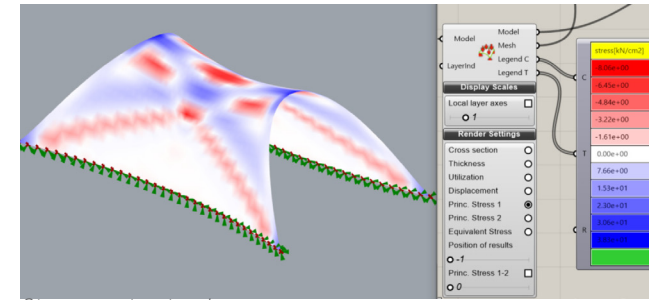 Model
Model
Mesh
LayerInd
Legend C
Legend T
Display Scales
Local layer axes
1
Render Settings
Cross section
Thickness
Utilization
Displacement
Princ. Stress 1
Princ. Stress 2
Equivalent Stress
Position of results
-1
Princ. Stress 1-2
0
C
T
R
stress[kN/cm2]
-6.45e+00
-4.84e+00
-3.22e+00
-1.61e+00
0.00e+00
7.66e+00
1.53e+01
2.30e+01
3.06e+01